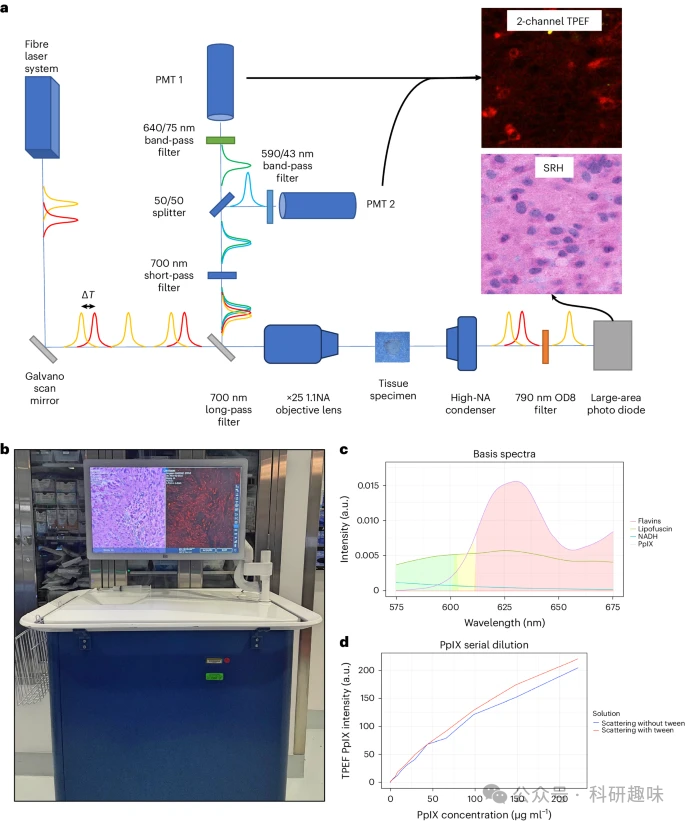 a
Fibre
laser
system
PMT 1
2-channel TPEF
640/75 nm
band-pass
filter
590/43 nm
band-pass
filter
50/50
splitter
PMT 2
SRH
700 nm
short-pass
filter
ΔT
Galvano
scan
mirror
700 nm
long-pass
filter
×25 1.1NA
objective lens
Tissue
specimen
High-NA
condenser
790 nm OD8
filter
Large-area
photo diode
b
c
Basis spectra
Intensity (a.u.)
0.015
0.010
0.005
0
575
600
625
650
675
Wavelength (nm)
Flavins
Lipofuscin
NADH
PpIX
d
PpIX serial dilution
TPEF PpIX intensity (a.u.)
200
150
100
50
0
0
50
100
150
200
PpIX concentration (µg ml⁻¹)
Solution
Scattering without tween
Scattering with tween
公众号 · 科研趣味